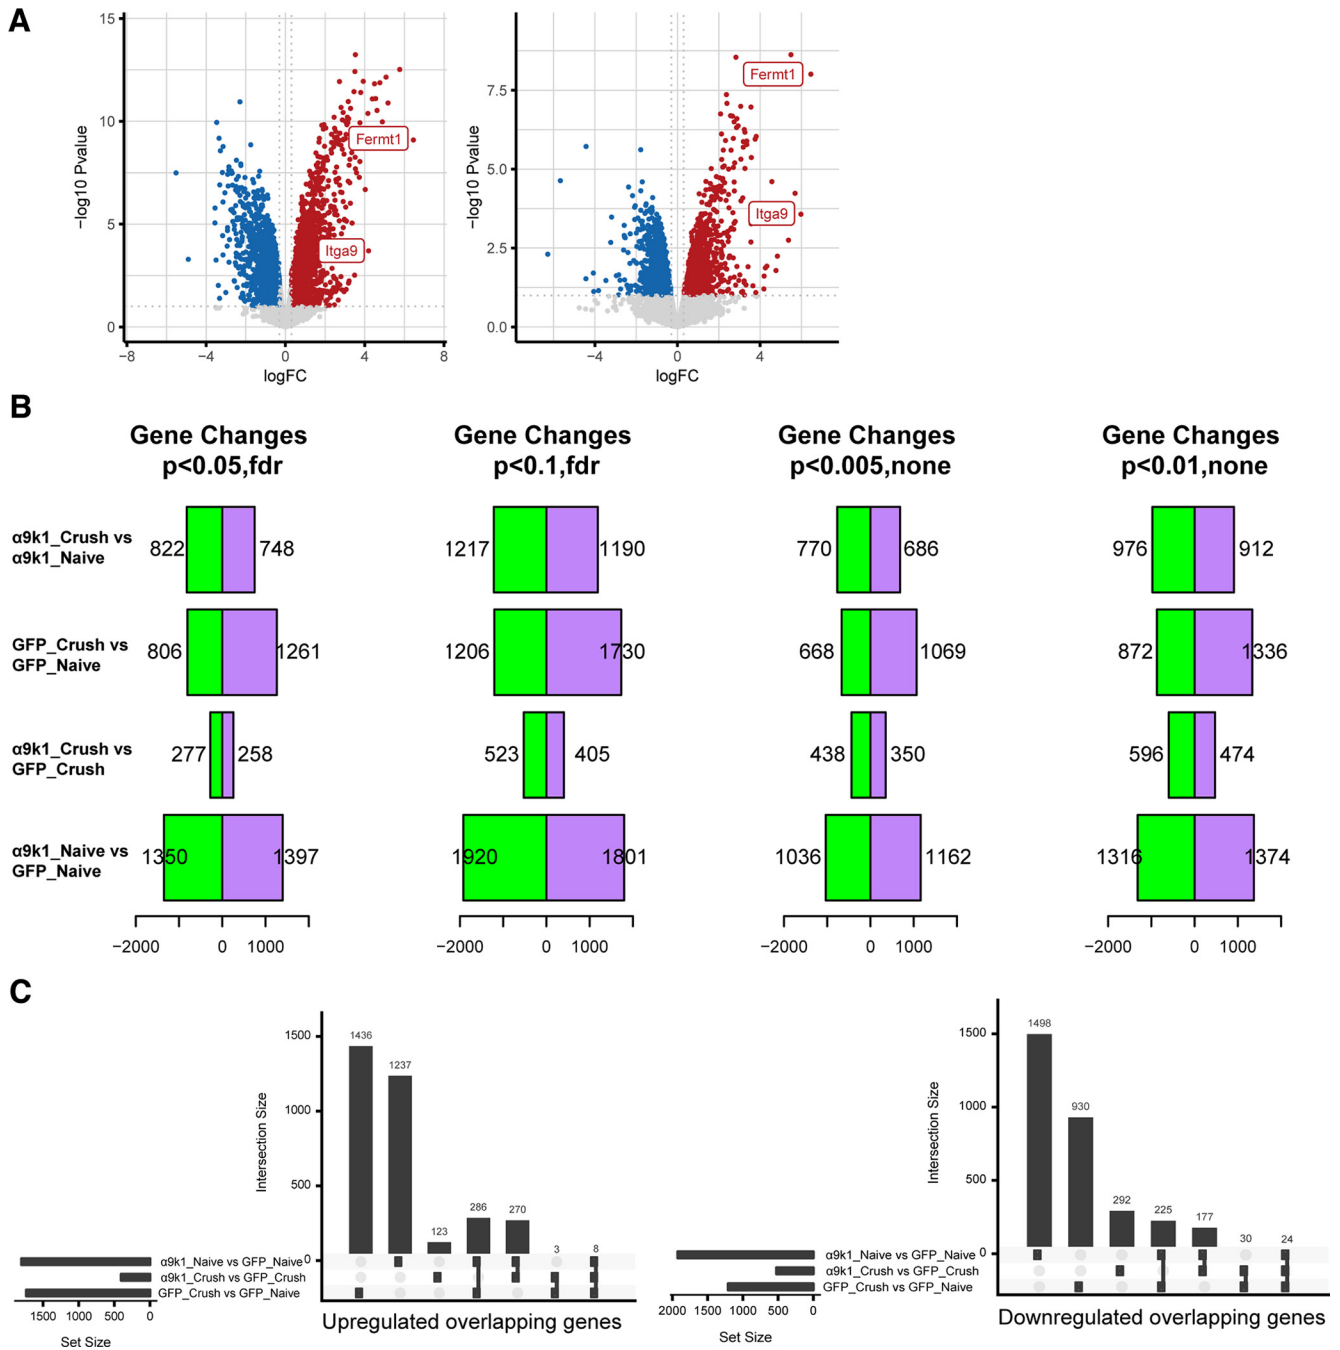 A
15
10
5
0
−8
−4
0
4
8
−log10 Pvalue
logFC
Fermt1
Itga9
7.5
5.0
2.5
0.0
−4
0
4
−log10 Pvalue
logFC
Fermt1
Itga9
B
Gene Changes
p<0.05,fdr
Gene Changes
p<0.1,fdr
Gene Changes
p<0.005,none
Gene Changes
p<0.01,none
α9k1_Crush vs
α9k1_Naive
822 748
1217 1190
770 686
976 912
GFP_Crush vs
GFP_Naive
806 1261
1206 1730
668 1069
872 1336
α9k1_Crush vs
GFP_Crush
277 258
523 405
438 350
596 474
α9k1_Naive vs
GFP_Naive
1350 1397
1920 1801
1036 1162
1316 1374
−2000 0 1000
−2000 0 1000
−2000 0 1000
−2000 0 1000
C
Intersection Size
1500
1000
500
0
1436
1237
123
286
270
3
8
α9k1_Naive vs GFP_Naive
α9k1_Crush vs GFP_Crush
GFP_Crush vs GFP_Naive
1500 1000 500 0
Set Size
Upregulated overlapping genes
Intersection Size
1500
1000
500
0
1498
930
292
225
177
30
24
α9k1_Naive vs GFP_Naive
α9k1_Crush vs GFP_Crush
GFP_Crush vs GFP_Naive
2000 1500 1000 500 0
Set Size
Downregulated overlapping genes